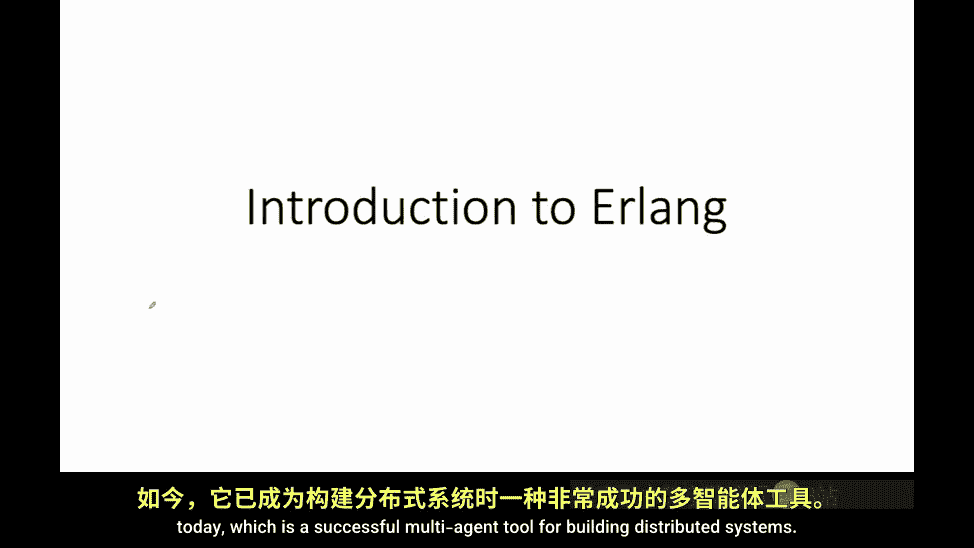 Introduction to Erlang
如今，它已成为构建分布式系统时一种非常成功的多智能体工具。
today, which is a successful multi-agent tool for building distributed systems.